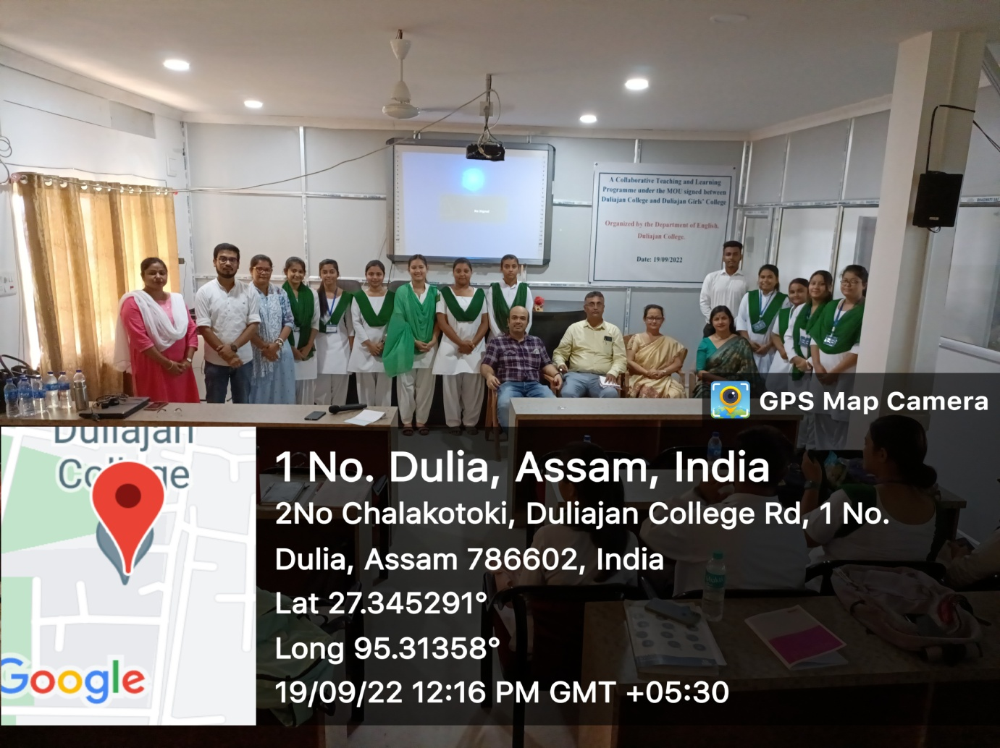 No Signal
A Collaborative Teaching and Learning
Programme under the MOU signed between
Duliajan College and Duliajan Girls' College
Organized by the Department of English,
Duliajan College.
Date: 19/09/2022
GPS Map Camera
Duliajan
College
Google
1 No. Dulia, Assam, India
2No Chalakotoki, Duliajan College Rd, 1 No.
Dulia, Assam 786602, India
Lat 27.345291°
Long 95.31358°
19/09/22 12:16 PM GMT +05:30